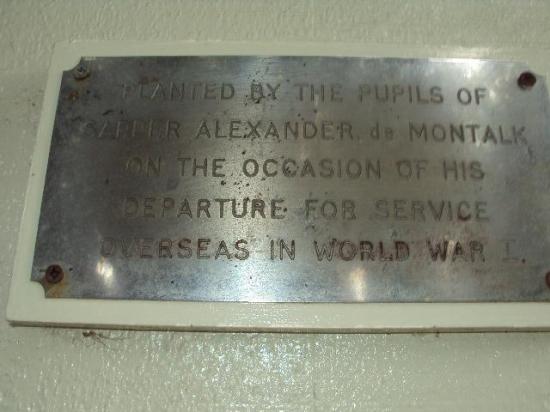 PLANTED BY THE PUPILS OF
SAPPER ALEXANDER de MONTALK
ON THE OCCASION OF HIS
DEPARTURE FOR SERVICE
OVERSEAS IN WORLD WAR I.